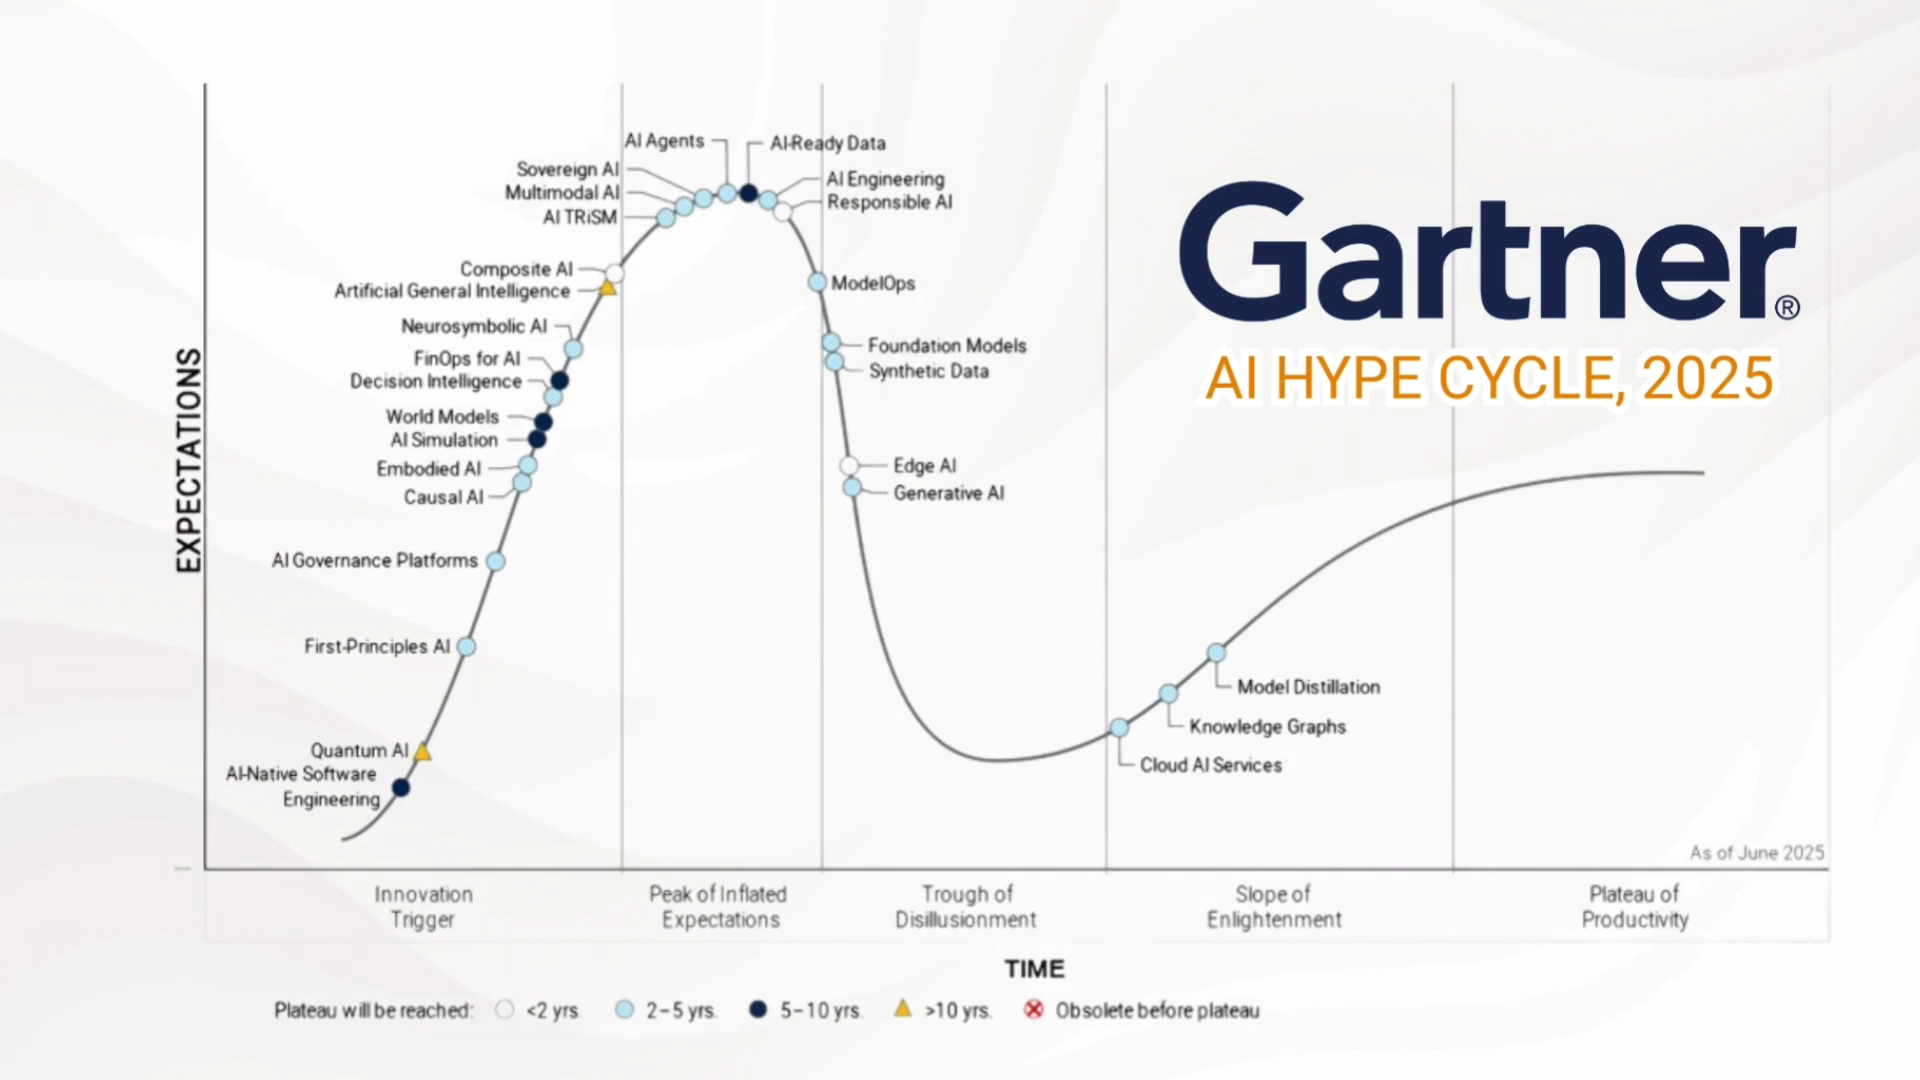 AI Agents
AI-Ready Data
Sovereign AI
Multimodal AI
AI TRiSM
AI Engineering
Responsible AI
Composite AI
Artificial General Intelligence
Neurosymbolic AI
FinOps for AI
Decision Intelligence
World Models
AI Simulation
Embodied AI
Causal AI
AI Governance Platforms
First-Principles AI
Quantum AI
AI-Native Software
Engineering
ModelOps
Foundation Models
Synthetic Data
Edge AI
Generative AI
Model Distillation
Knowledge Graphs
Cloud AI Services
Gartner®
AI HYPE CYCLE, 2025
EXPECTATIONS
As of June 2025
Innovation
Trigger
Peak of Inflated
Expectations
Trough of
Disillusionment
Slope of
Enlightenment
Plateau of
Productivity
TIME
Plateau will be reached: <2 yrs. 2–5 yrs. 5–10 yrs. >10 yrs. Obsolete before plateau